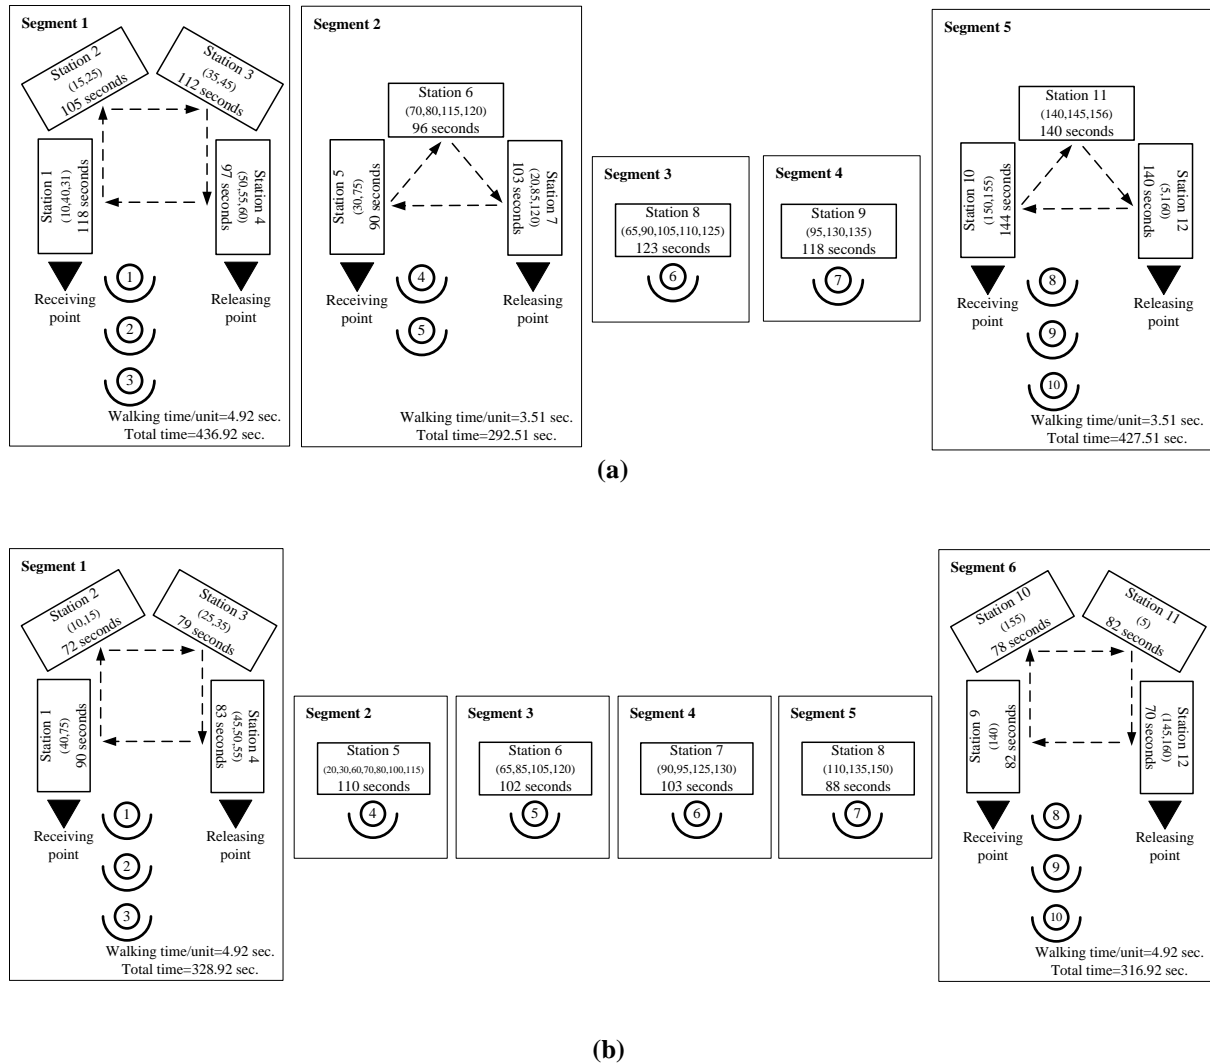 Segment 1
Station 2
(15,25)
105 seconds
Station 3
(35,45)
112 seconds
Station 1
(10,40,31)
118 seconds
Station 4
(50,55,60)
97 seconds
Receiving
point
Releasing
point
1
2
3
Walking time/unit=4.92 sec.
Total time=436.92 sec.
Segment 2
Station 6
(70,80,115,120)
96 seconds
Station 5
(30,75)
90 seconds
Station 7
(20,85,120)
103 seconds
Receiving
point
Releasing
point
4
5
Walking time/unit=3.51 sec.
Total time=292.51 sec.
Segment 3
Station 8
(65,90,105,110,125)
123 seconds
6
Segment 4
Station 9
(95,130,135)
118 seconds
7
Segment 5
Station 11
(140,145,156)
140 seconds
Station 10
(150,155)
144 seconds
Station 12
(5,160)
140 seconds
Receiving
point
Releasing
point
8
9
10
Walking time/unit=3.51 sec.
Total time=427.51 sec.
(a)
Segment 1
Station 2
(10,15)
72 seconds
Station 3
(25,35)
79 seconds
Station 1
(40,75)
90 seconds
Station 4
(45,50,55)
83 seconds
Receiving
point
Releasing
point
1
2
3
Walking time/unit=4.92 sec.
Total time=328.92 sec.
Segment 2
Station 5
(20,30,60,70,80,100,115)
110 seconds
4
Segment 3
Station 6
(65,85,105,120)
102 seconds
5
Segment 4
Station 7
(90,95,125,130)
103 seconds
6
Segment 5
Station 8
(110,135,150)
88 seconds
7
Segment 6
Station 10
(155)
78 seconds
Station 11
(5)
82 seconds
Station 9
(140)
82 seconds
Station 12
(145,160)
70 seconds
Receiving
point
Releasing
point
8
9
10
Walking time/unit=4.92 sec.
Total time=316.92 sec.
(b)